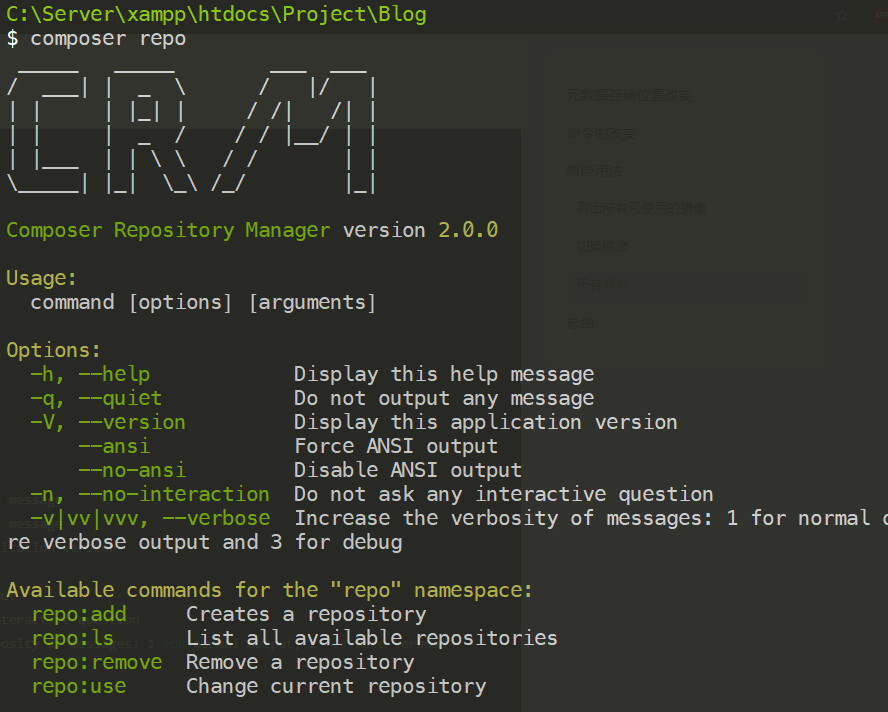 C:\Server\xampp\htdocs\Project\Blog
$ composer repo
CR/M
Composer Repository Manager version 2.0.0
Usage:
command [options] [arguments]
Options:
-h, --help Display this help message
-q, --quiet Do not output any message
-V, --version Display this application version
--ansi Force ANSI output
--no-ansi Disable ANSI output
-n, --no-interaction Do not ask any interactive question
-v|vv|vvv, --verbose Increase the verbosity of messages: 1 for normal o
re verbose output and 3 for debug
Available commands for the "repo" namespace:
repo:add Creates a repository
repo:ls List all available repositories
repo:remove Remove a repository
repo:use Change current repository